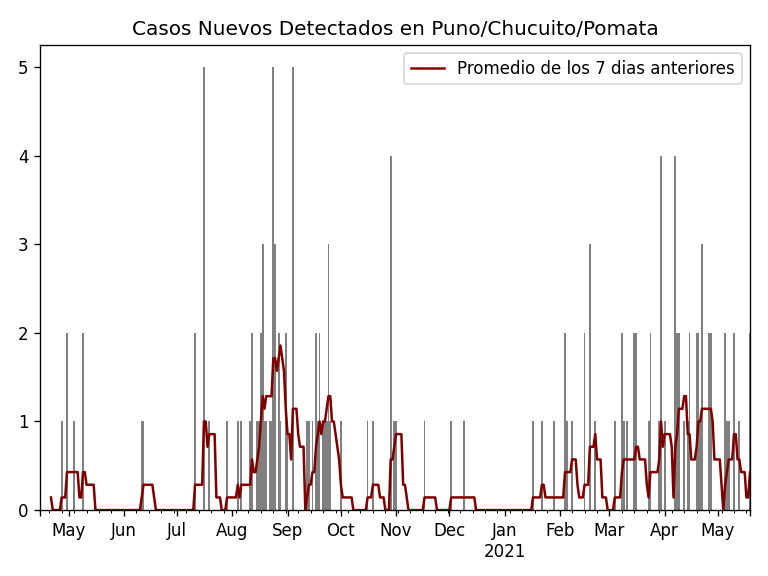 Casos Nuevos Detectados en Puno/Chucuito/Pomata
Promedio de los 7 dias anteriores
5
4
3
2
1
0
May Jun Jul Aug Sep Oct Nov Dec Jan Feb Mar Apr May
2021